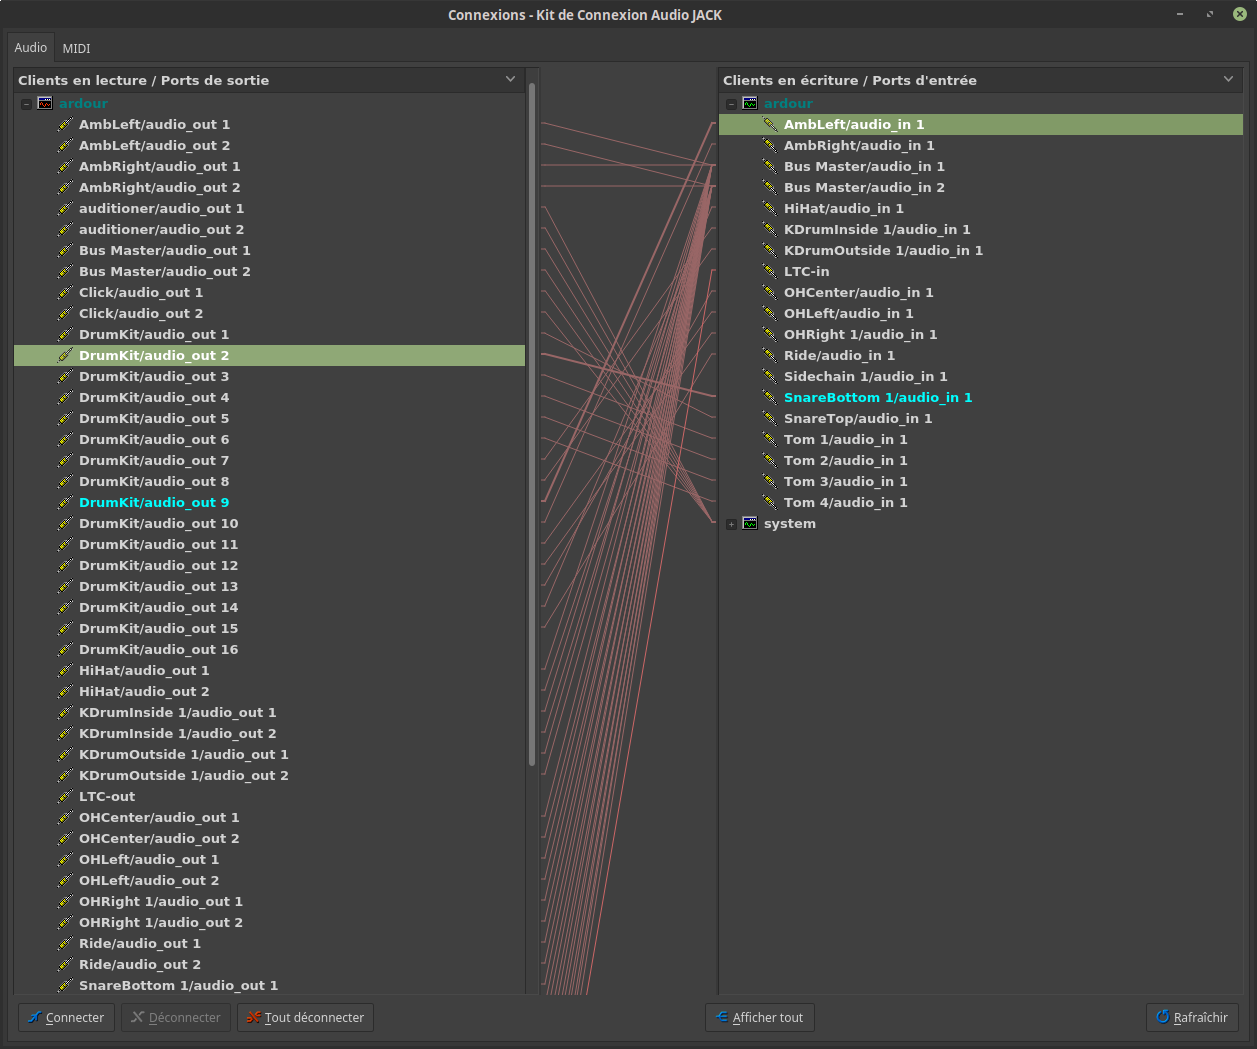 Connexions - Kit de Connexion Audio JACK
Audio
MIDI
Clients en lecture / Ports de sortie
ardour
AmbLeft/audio_out 1
AmbLeft/audio_out 2
AmbRight/audio_out 1
AmbRight/audio_out 2
auditioner/audio_out 1
auditioner/audio_out 2
Bus Master/audio_out 1
Bus Master/audio_out 2
Click/audio_out 1
Click/audio_out 2
DrumKit/audio_out 1
DrumKit/audio_out 2
DrumKit/audio_out 3
DrumKit/audio_out 4
DrumKit/audio_out 5
DrumKit/audio_out 6
DrumKit/audio_out 7
DrumKit/audio_out 8
DrumKit/audio_out 9
DrumKit/audio_out 10
DrumKit/audio_out 11
DrumKit/audio_out 12
DrumKit/audio_out 13
DrumKit/audio_out 14
DrumKit/audio_out 15
DrumKit/audio_out 16
HiHat/audio_out 1
HiHat/audio_out 2
KDrumInside 1/audio_out 1
KDrumInside 1/audio_out 2
KDrumOutside 1/audio_out 1
KDrumOutside 1/audio_out 2
LTC-out
OHCenter/audio_out 1
OHCenter/audio_out 2
OHLeft/audio_out 1
OHLeft/audio_out 2
OHRight 1/audio_out 1
OHRight 1/audio_out 2
Ride/audio_out 1
Ride/audio_out 2
SnareBottom 1/audio_out 1
Clients en écriture / Ports d'entrée
ardour
AmbLeft/audio_in 1
AmbRight/audio_in 1
Bus Master/audio_in 1
Bus Master/audio_in 2
HiHat/audio_in 1
KDrumInside 1/audio_in 1
KDrumOutside 1/audio_in 1
LTC-in
OHCenter/audio_in 1
OHLeft/audio_in 1
OHRight 1/audio_in 1
Ride/audio_in 1
Sidechain 1/audio_in 1
SnareBottom 1/audio_in 1
SnareTop/audio_in 1
Tom 1/audio_in 1
Tom 2/audio_in 1
Tom 3/audio_in 1
Tom 4/audio_in 1
system
Connecter
Déconnecter
Tout déconnecter
Afficher tout
Rafraîchir